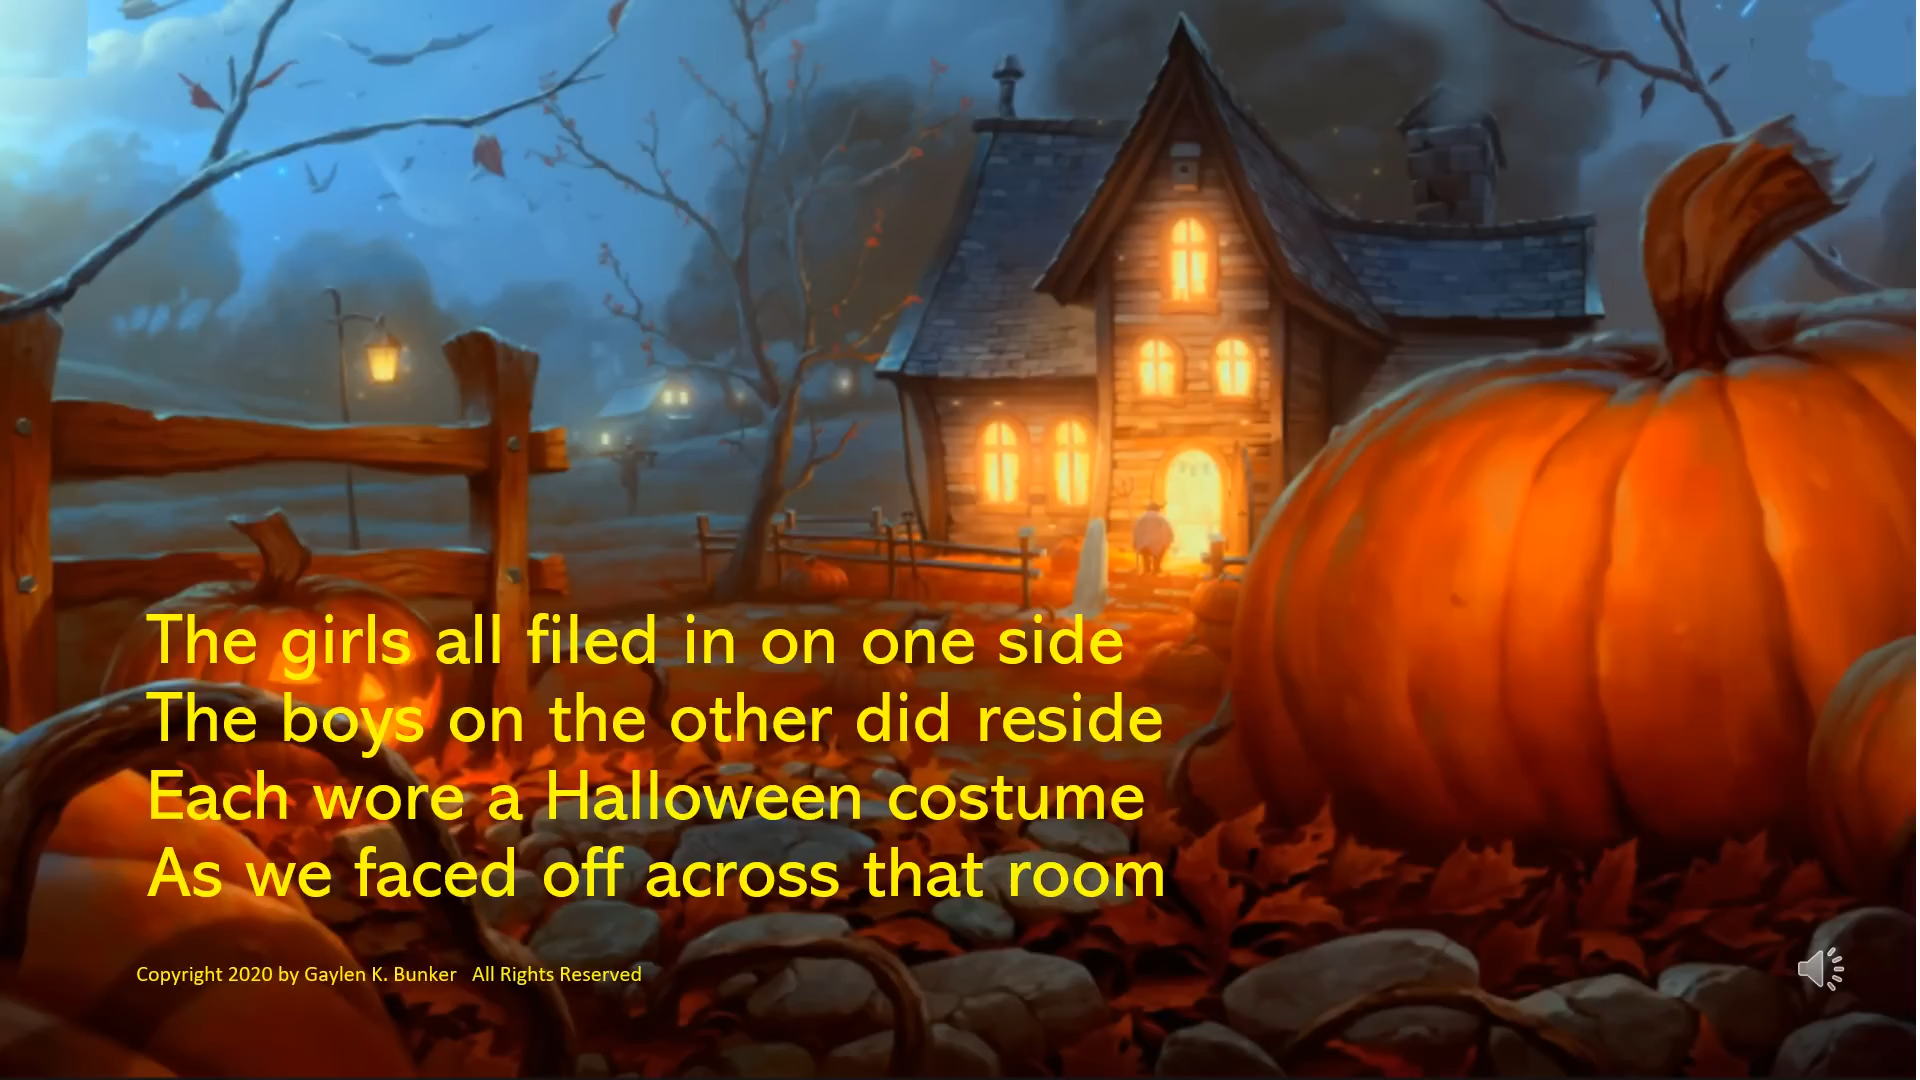 The girls all filed in on one side
The boys on the other did reside
Each wore a Halloween costume
As we faced off across that room
Copyright 2020 by Gaylen K. Bunker All Rights Reserved